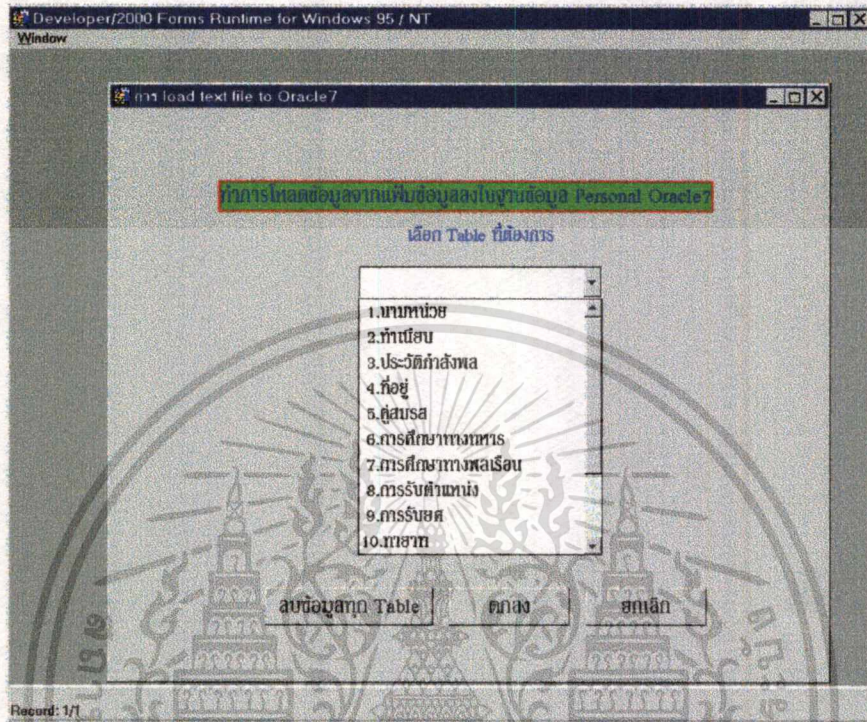 Developer/2000 Forms Runtime for Windows 95 / NT
Window
การ load text file to Oracle7
ทำการโหลดข้อมูลจากแฟ้มข้อมูลลงในฐานข้อมูล Personal Oracle7
เลือก Table ที่ต้องการ
1.นามหน่วย
2.ทำเนียบ
3.ประวัติกำลังพล
4.ที่อยู่
5.คู่สมรส
6.การศึกษาทางทหาร
7.การศึกษาทางพลเรือน
8.การรับตำแหน่ง
9.การรับยศ
10.ทายาท
ลบข้อมูลทุก Table
ตกลง
ยกเลิก
Record: 1/1